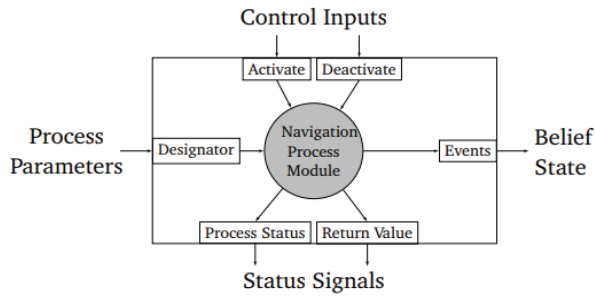 Control Inputs
Activate
Deactivate
Process
Parameters
Designator
Navigation
Process
Module
Events
Belief
State
Process Status
Return Value
Status Signals